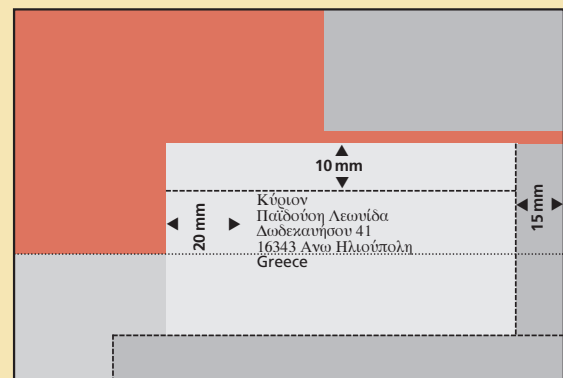 10 mm
20 mm
15 mm
Κύριον
Παϊδούση Λεωνίδα
Δωδεκανήσου 41
16343 Ανω Ηλιούπολη
Greece